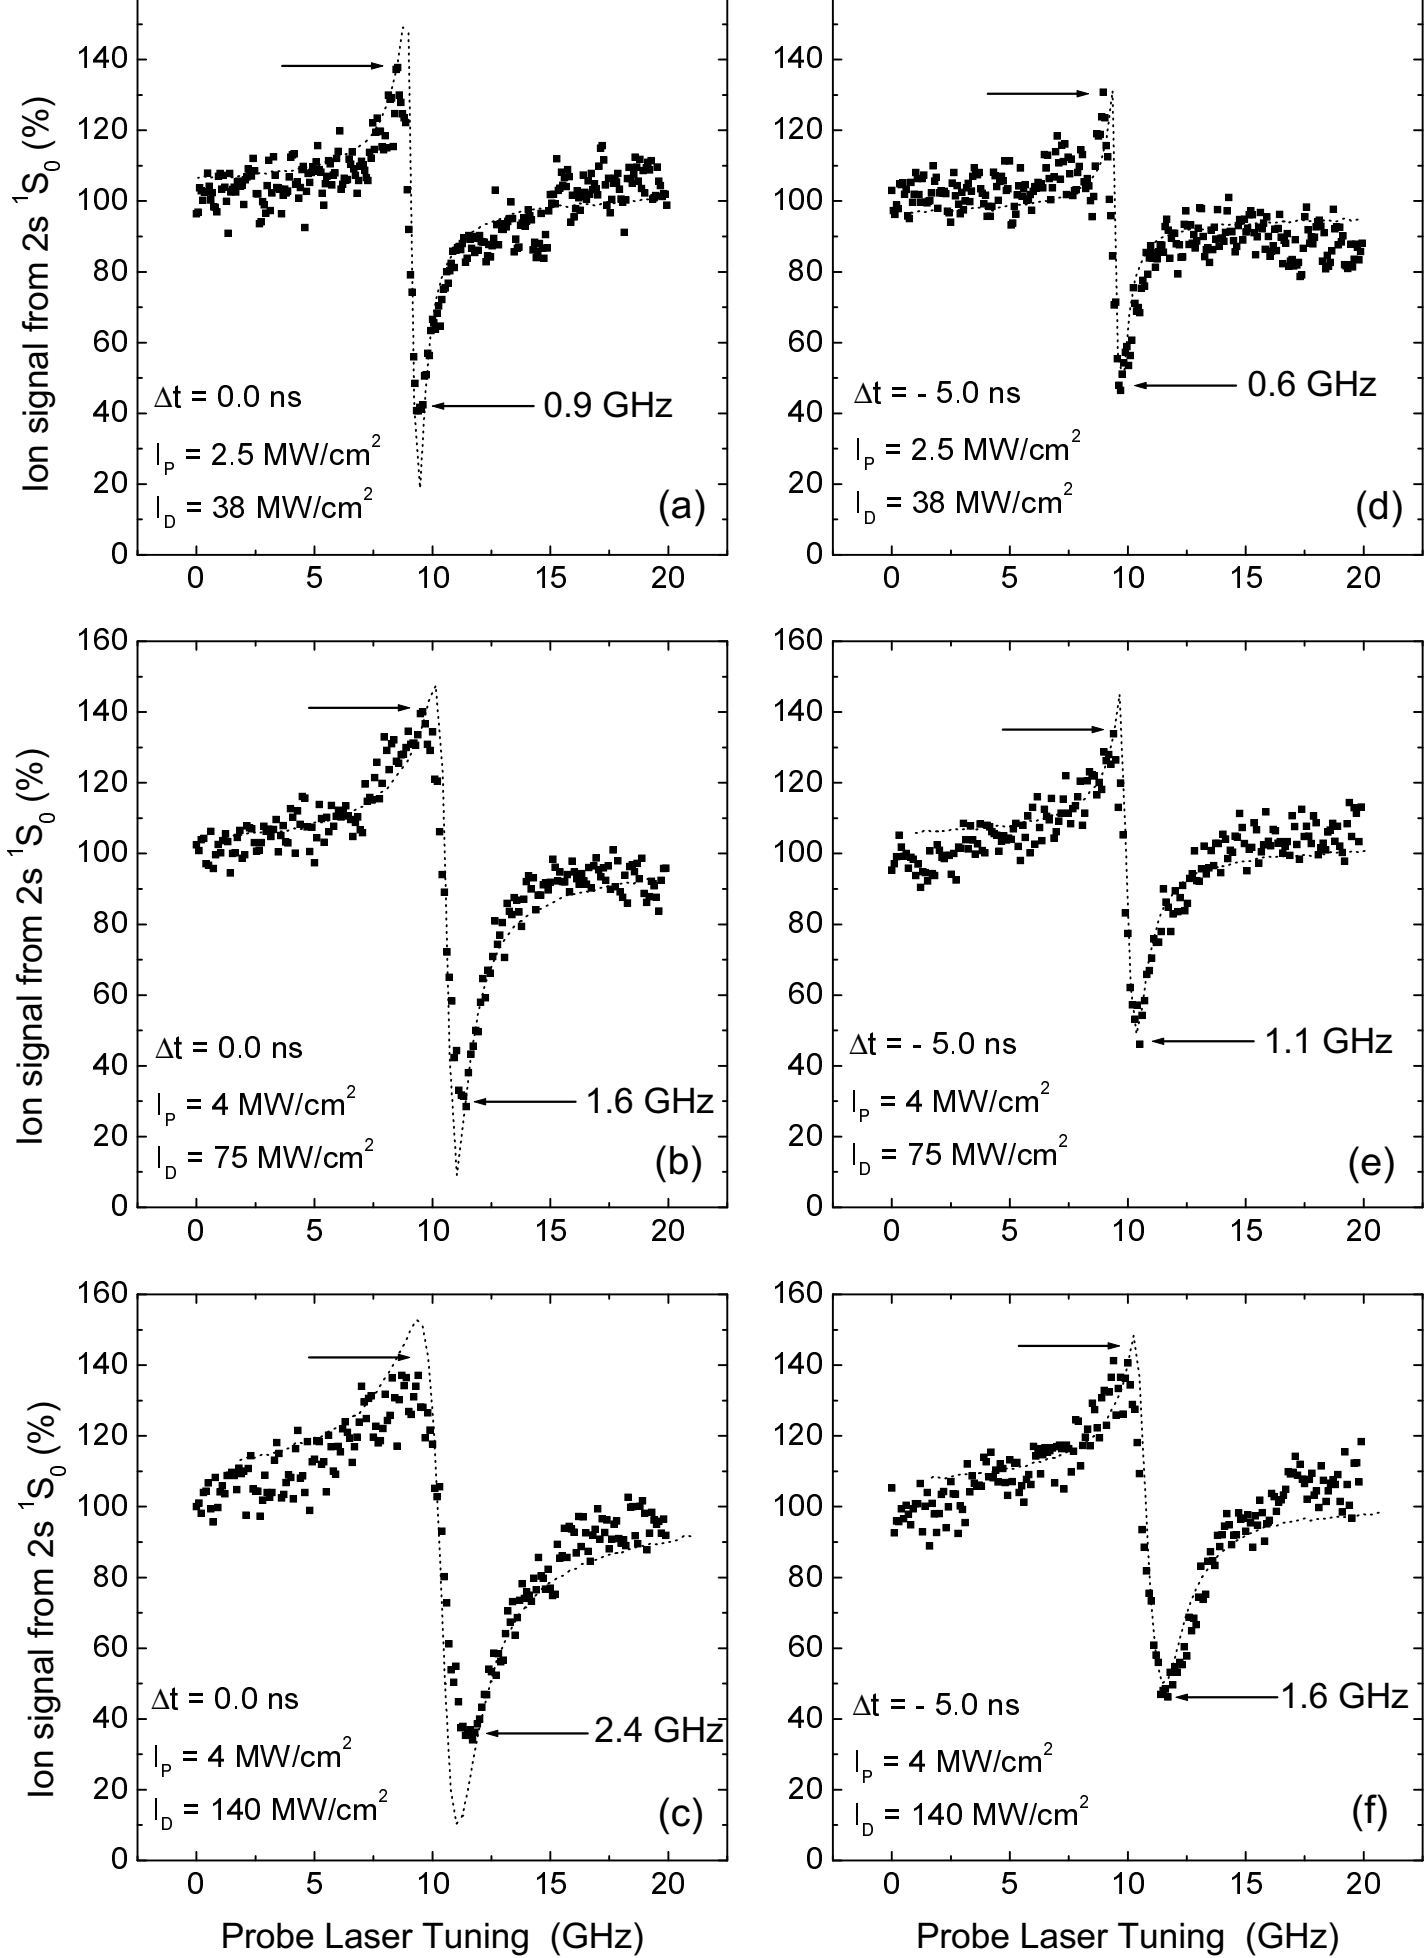 140
120
100
80
60
40
20
0
0 5 10 15 20
Ion signal from 2s ¹S₀ (%)
Δt = 0.0 ns
I_P = 2.5 MW/cm²
I_D = 38 MW/cm²
0.9 GHz
(a)
140
120
100
80
60
40
20
0
0 5 10 15 20
Δt = - 5.0 ns
I_P = 2.5 MW/cm²
I_D = 38 MW/cm²
0.6 GHz
(d)
160
140
120
100
80
60
40
20
0
0 5 10 15 20
Ion signal from 2s ¹S₀ (%)
Δt = 0.0 ns
I_P = 4 MW/cm²
I_D = 75 MW/cm²
1.6 GHz
(b)
160
140
120
100
80
60
40
20
0
0 5 10 15 20
Δt = - 5.0 ns
I_P = 4 MW/cm²
I_D = 75 MW/cm²
1.1 GHz
(e)
160
140
120
100
80
60
40
20
0
0 5 10 15 20
Ion signal from 2s ¹S₀ (%)
Δt = 0.0 ns
I_P = 4 MW/cm²
I_D = 140 MW/cm²
2.4 GHz
(c)
Probe Laser Tuning (GHz)
160
140
120
100
80
60
40
20
0
0 5 10 15 20
Δt = - 5.0 ns
I_P = 4 MW/cm²
I_D = 140 MW/cm²
1.6 GHz
(f)
Probe Laser Tuning (GHz)